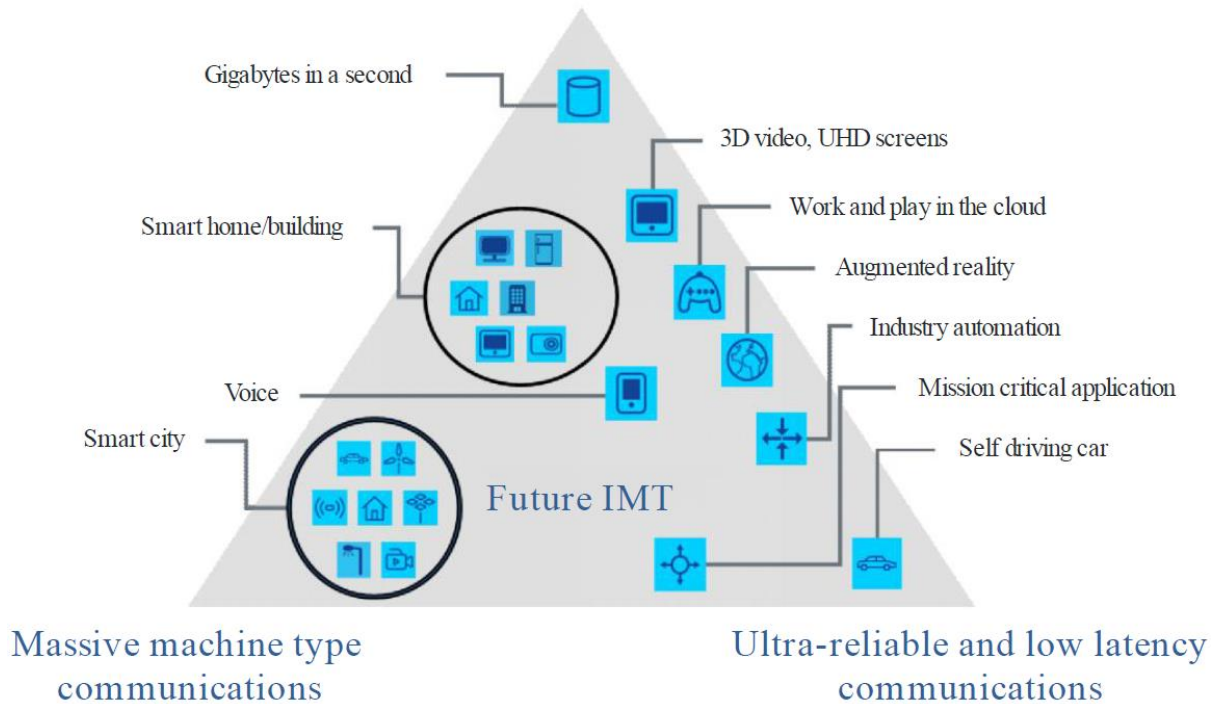 Gigabytes in a second
3D video, UHD screens
Work and play in the cloud
Smart home/building
Augmented reality
Industry automation
Voice
Mission critical application
Smart city
Self driving car
Future IMT
Massive machine type
communications
Ultra-reliable and low latency
communications